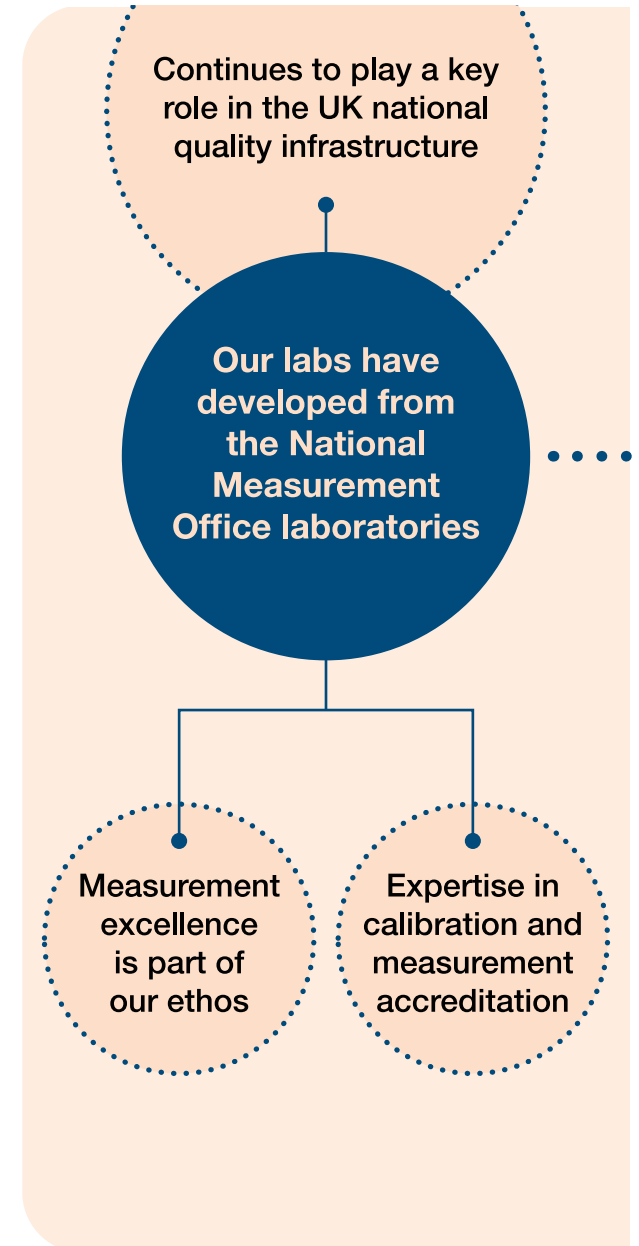 Continues to play a key
role in the UK national
quality infrastructure
Our labs have
developed from
the National
Measurement
Office laboratories
Measurement
excellence
is part of
our ethos
Expertise in
calibration and
measurement
accreditation